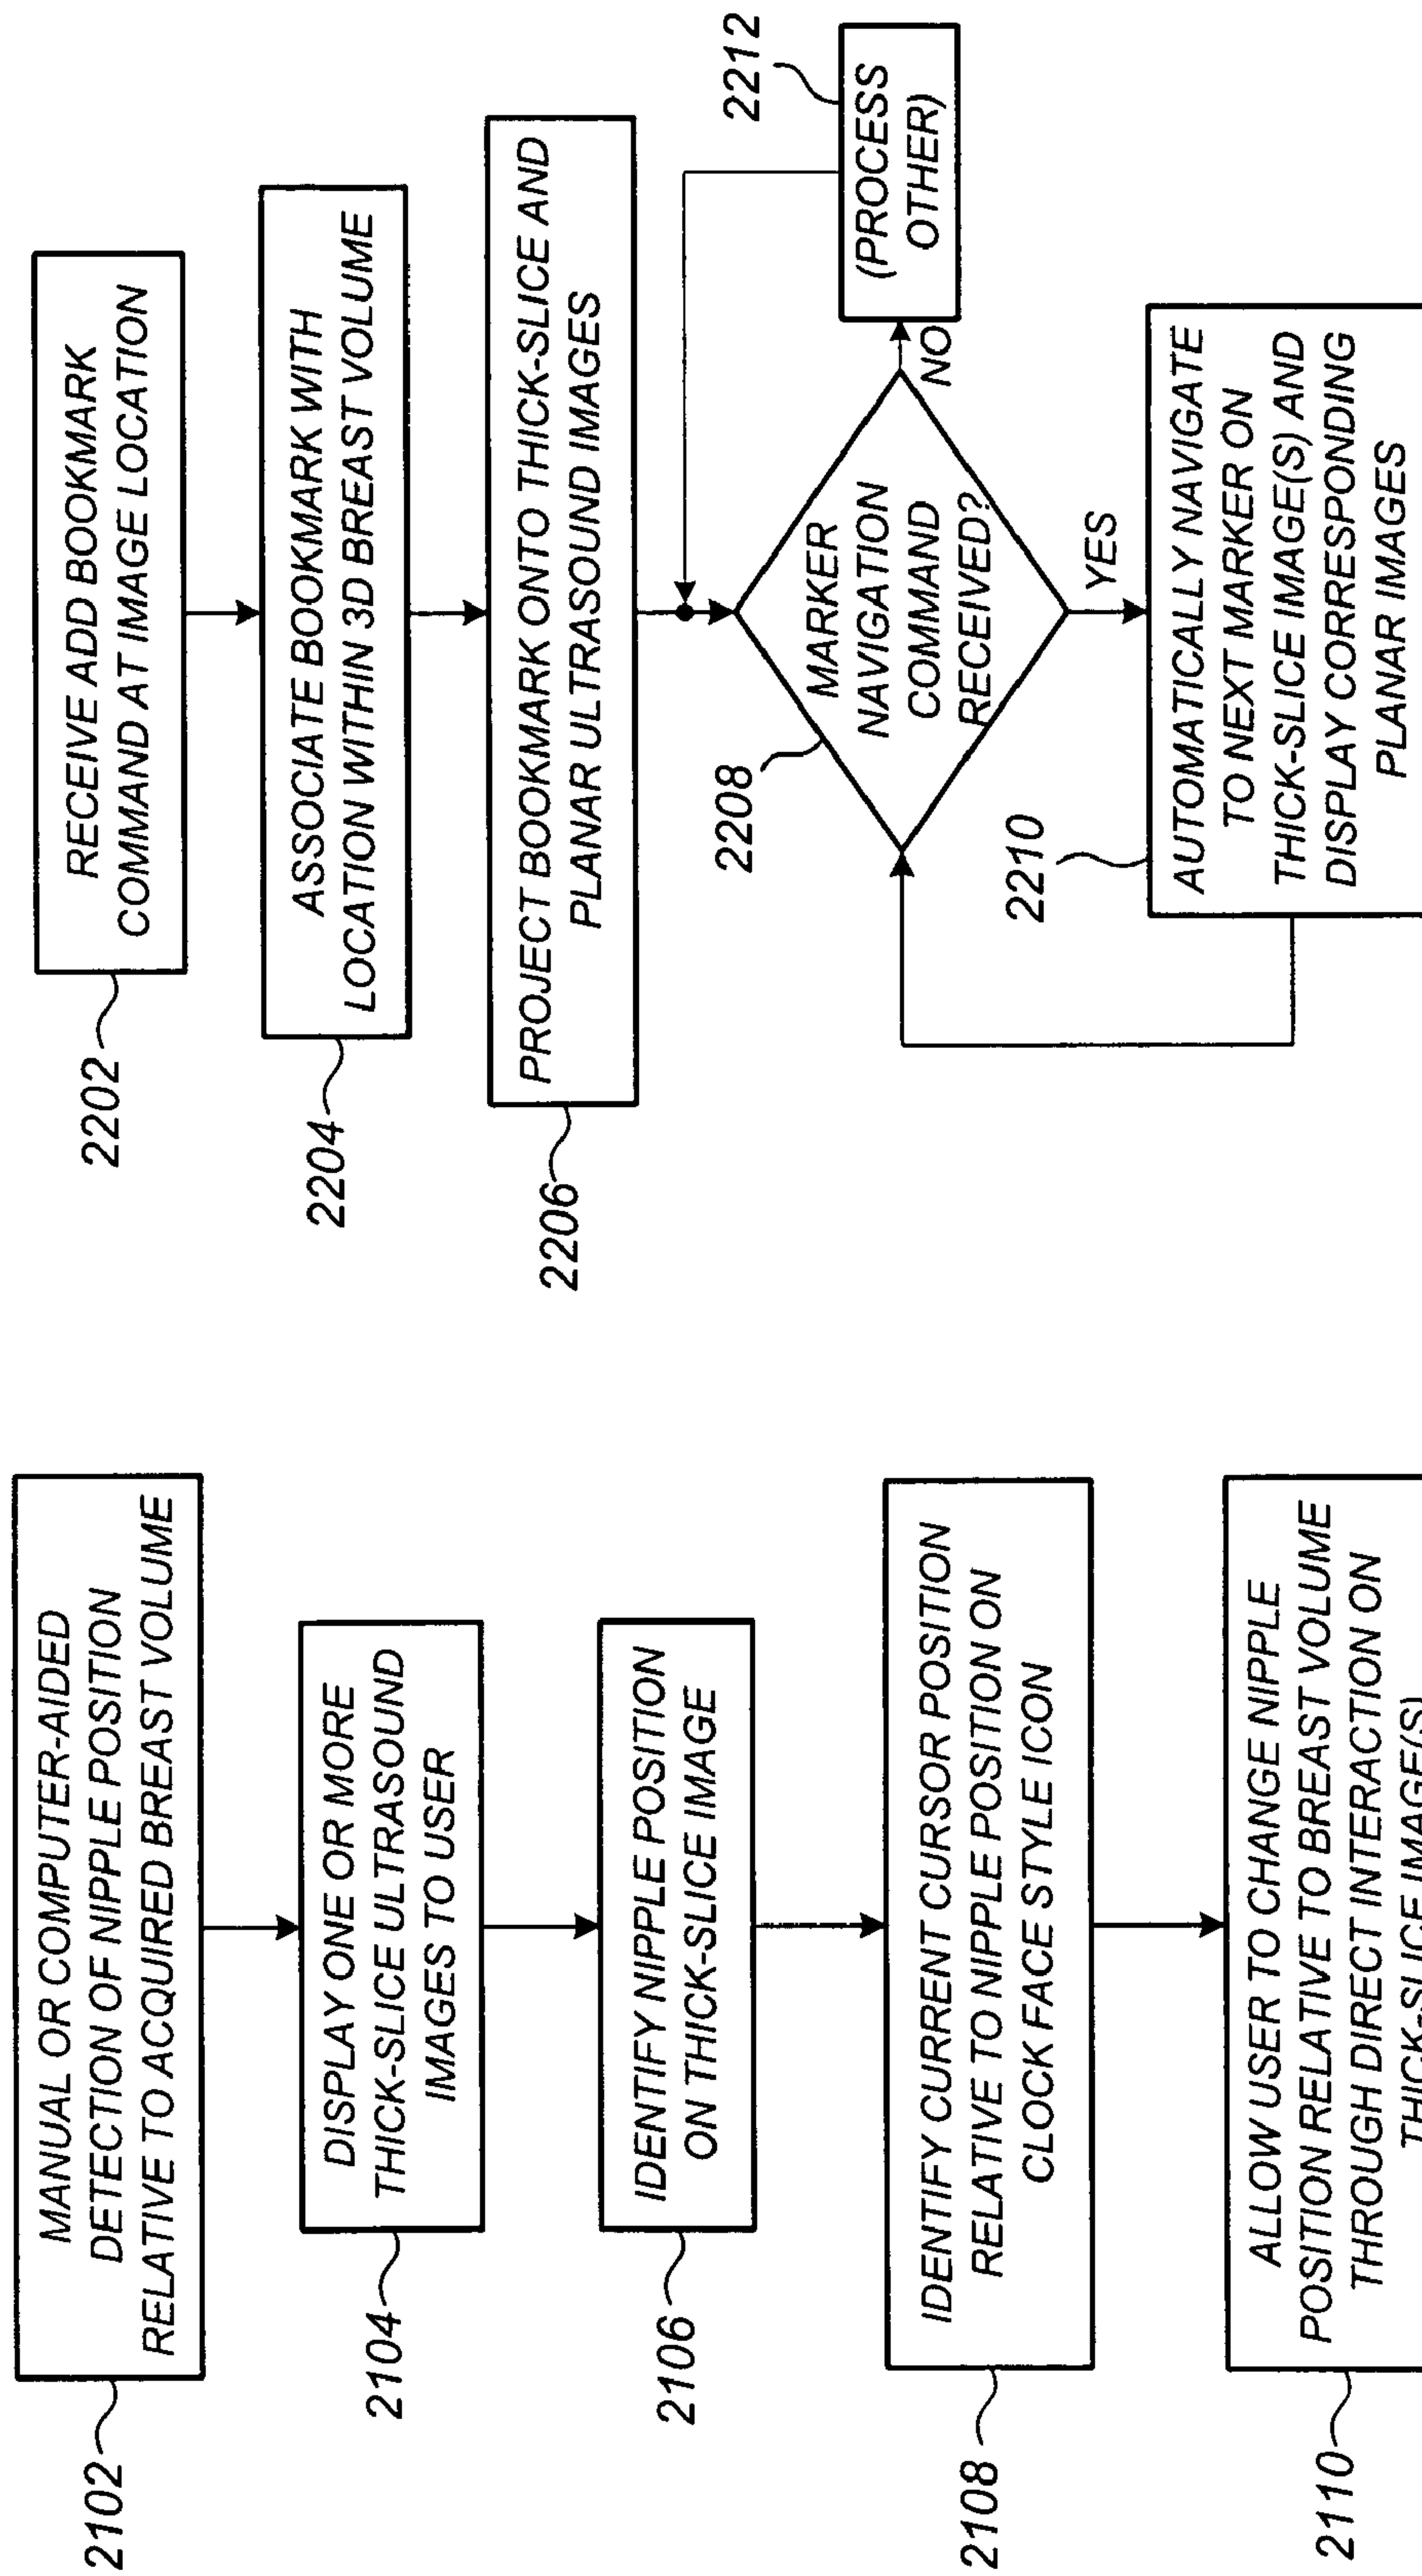 2102
MANUAL OR COMPUTER-AIDED
DETECTION OF NIPPLE POSITION
RELATIVE TO ACQUIRED BREAST VOLUME
2104
DISPLAY ONE OR MORE
THICK-SLICE ULTRASOUND
IMAGES TO USER
2106
IDENTIFY NIPPLE POSITION
ON THICK-SLICE IMAGE
2108
IDENTIFY CURRENT CURSOR POSITION
RELATIVE TO NIPPLE POSITION ON
CLOCK FACE STYLE ICON
2110
ALLOW USER TO CHANGE NIPPLE
POSITION RELATIVE TO BREAST VOLUME
THROUGH DIRECT INTERACTION ON
THICK-SLICE IMAGE(S)
2202
RECEIVE ADD BOOKMARK
COMMAND AT IMAGE LOCATION
2204
ASSOCIATE BOOKMARK WITH
LOCATION WITHIN 3D BREAST VOLUME
2206
PROJECT BOOKMARK ONTO THICK-SLICE AND
PLANAR ULTRASOUND IMAGES
2208
MARKER
NAVIGATION
COMMAND
RECEIVED?
NO
2212
(PROCESS
OTHER)
YES
2210
AUTOMATICALLY NAVIGATE
TO NEXT MARKER ON
THICK-SLICE IMAGE(S) AND
DISPLAY CORRESPONDING
PLANAR IMAGES